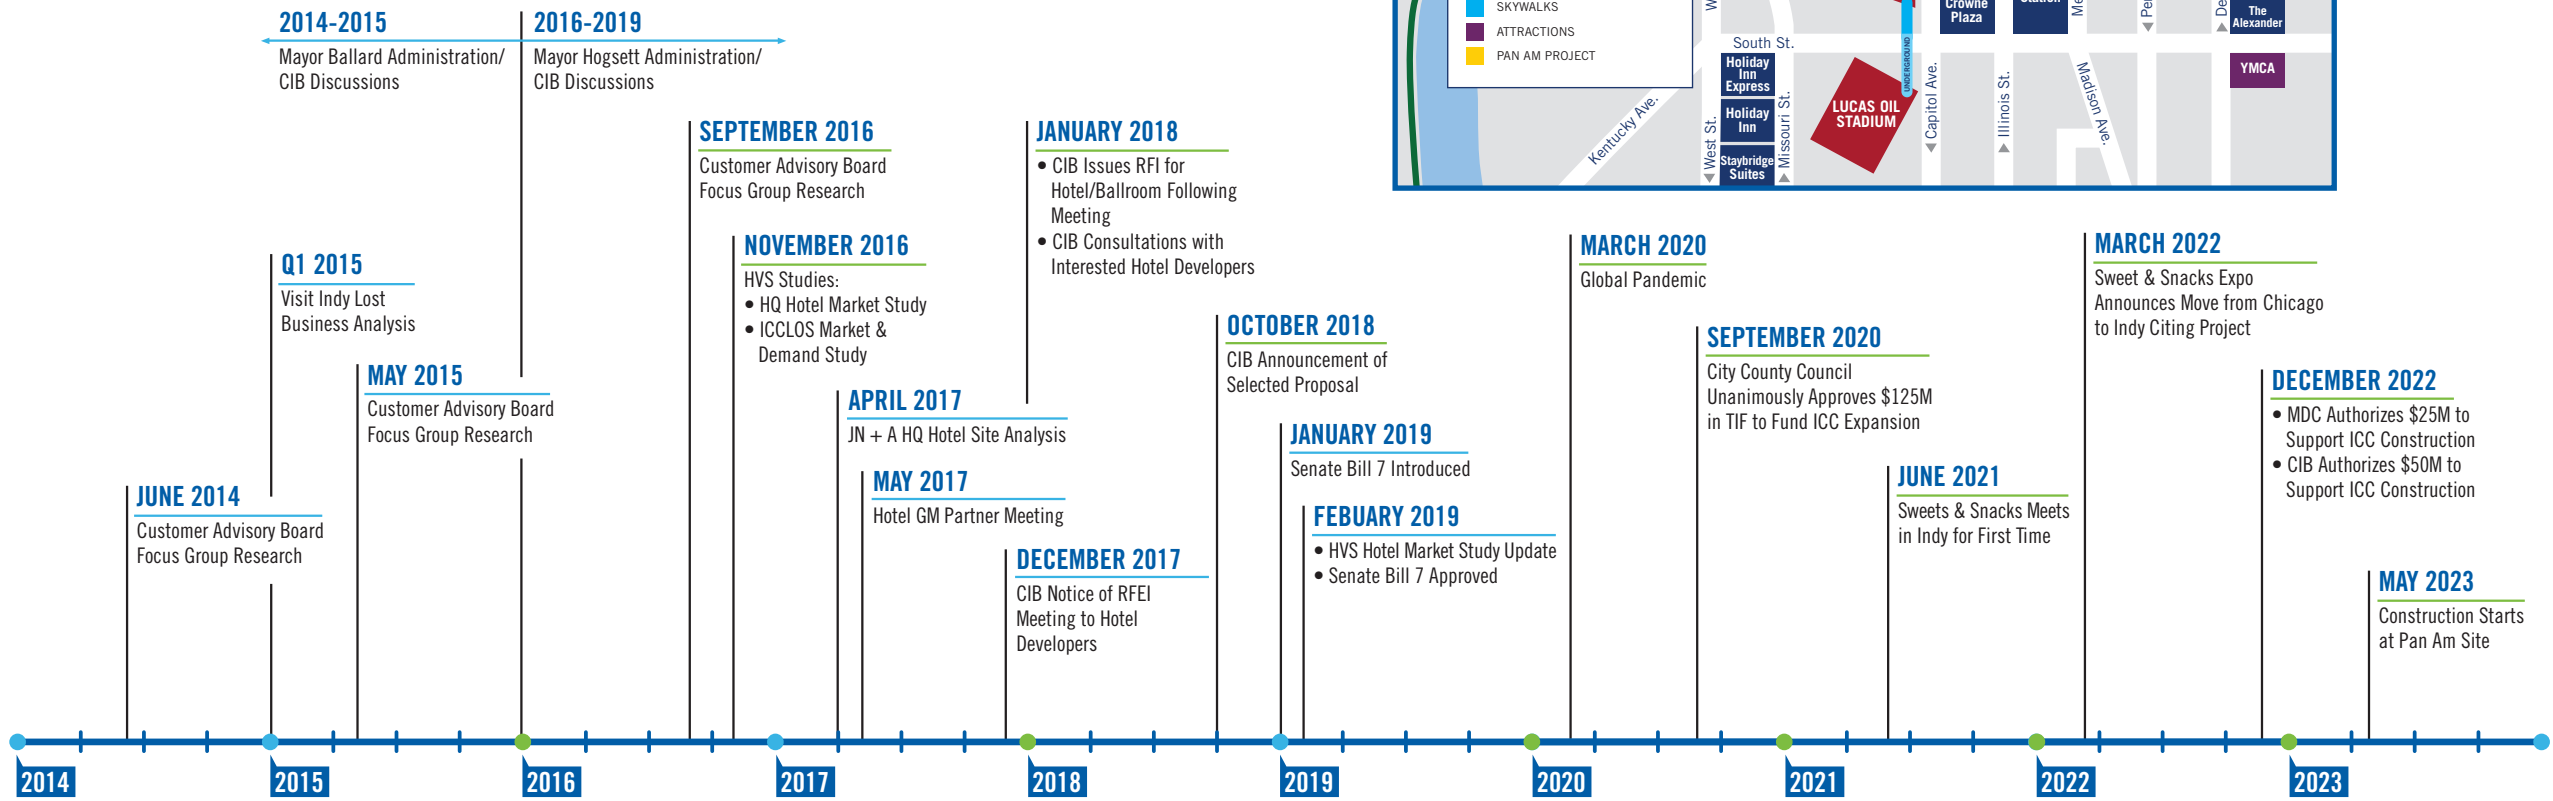 2014-2015
Mayor Ballard Administration/
CIB Discussions
2016-2019
Mayor Hogsett Administration/
CIB Discussions
SKYWALKS
ATTRACTIONS
PAN AM PROJECT
South St.
Crowne
Plaza
The
Alexander
YMCA
Holiday
Inn
Express
Holiday
Inn
Staybridge
Suites
LUCAS OIL
STADIUM
UNDERGROUND
Kentucky Ave.
West St.
Missouri St.
Capitol Ave.
Illinois St.
Madison Ave.
JUNE 2014
Customer Advisory Board
Focus Group Research
Q1 2015
Visit Indy Lost
Business Analysis
MAY 2015
Customer Advisory Board
Focus Group Research
SEPTEMBER 2016
Customer Advisory Board
Focus Group Research
NOVEMBER 2016
HVS Studies:
• HQ Hotel Market Study
• ICCLOS Market &
Demand Study
APRIL 2017
JN + A HQ Hotel Site Analysis
MAY 2017
Hotel GM Partner Meeting
DECEMBER 2017
CIB Notice of RFEI
Meeting to Hotel
Developers
JANUARY 2018
• CIB Issues RFI for
Hotel/Ballroom Following
Meeting
• CIB Consultations with
Interested Hotel Developers
OCTOBER 2018
CIB Announcement of
Selected Proposal
JANUARY 2019
Senate Bill 7 Introduced
FEBUARY 2019
• HVS Hotel Market Study Update
• Senate Bill 7 Approved
MARCH 2020
Global Pandemic
SEPTEMBER 2020
City County Council
Unanimously Approves $125M
in TIF to Fund ICC Expansion
JUNE 2021
Sweets & Snacks Meets
in Indy for First Time
MARCH 2022
Sweet & Snacks Expo
Announces Move from Chicago
to Indy Citing Project
DECEMBER 2022
• MDC Authorizes $25M to
Support ICC Construction
• CIB Authorizes $50M to
Support ICC Construction
MAY 2023
Construction Starts
at Pan Am Site
2014
2015
2016
2017
2018
2019
2020
2021
2022
2023